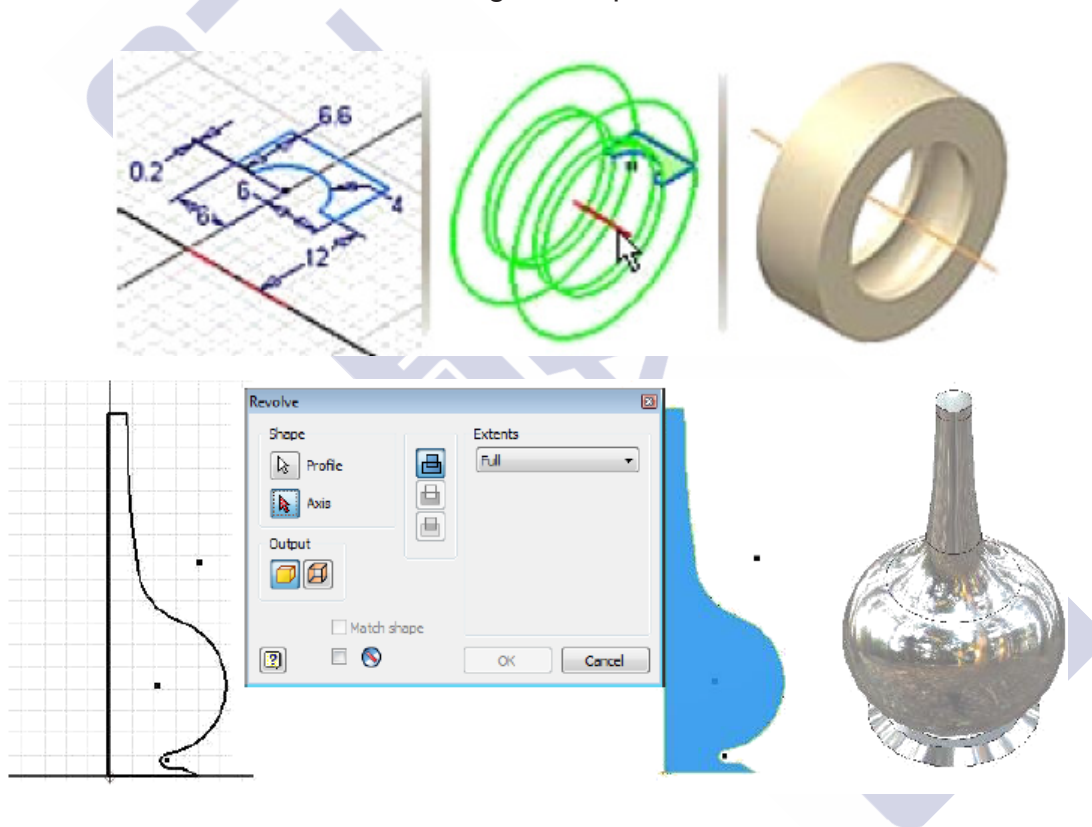 6.6
0.2
6
6
4
12
Revolve
Shape
Profile
Axis
Output
Match shape
Extents
Full
OK
Cancel